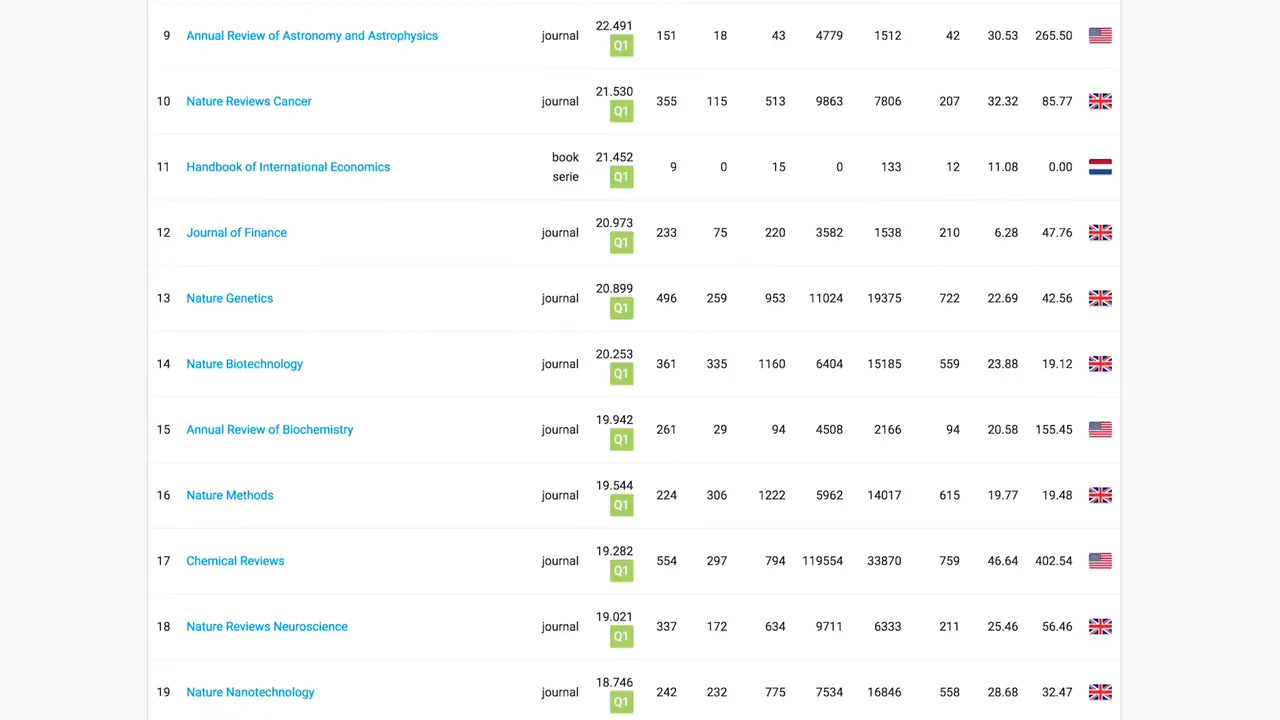 9 Annual Review of Astronomy and Astrophysics journal 22.491 Q1 151 18 43 4779 1512 42 30.53 265.50
10 Nature Reviews Cancer journal 21.530 Q1 355 115 513 9863 7806 207 32.32 85.77
11 Handbook of International Economics book serie 21.452 Q1 9 0 15 0 133 12 11.08 0.00
12 Journal of Finance journal 20.973 Q1 233 75 220 3582 1538 210 6.28 47.76
13 Nature Genetics journal 20.899 Q1 496 259 953 11024 19375 722 22.69 42.56
14 Nature Biotechnology journal 20.253 Q1 361 335 1160 6404 15185 559 23.88 19.12
15 Annual Review of Biochemistry journal 19.942 Q1 261 29 94 4508 2166 94 20.58 155.45
16 Nature Methods journal 19.544 Q1 224 306 1222 5962 14017 615 19.77 19.48
17 Chemical Reviews journal 19.282 Q1 554 297 794 119554 33870 759 46.64 402.54
18 Nature Reviews Neuroscience journal 19.021 Q1 337 172 634 9711 6333 211 25.46 56.46
19 Nature Nanotechnology journal 18.746 Q1 242 232 775 7534 16846 558 28.68 32.47